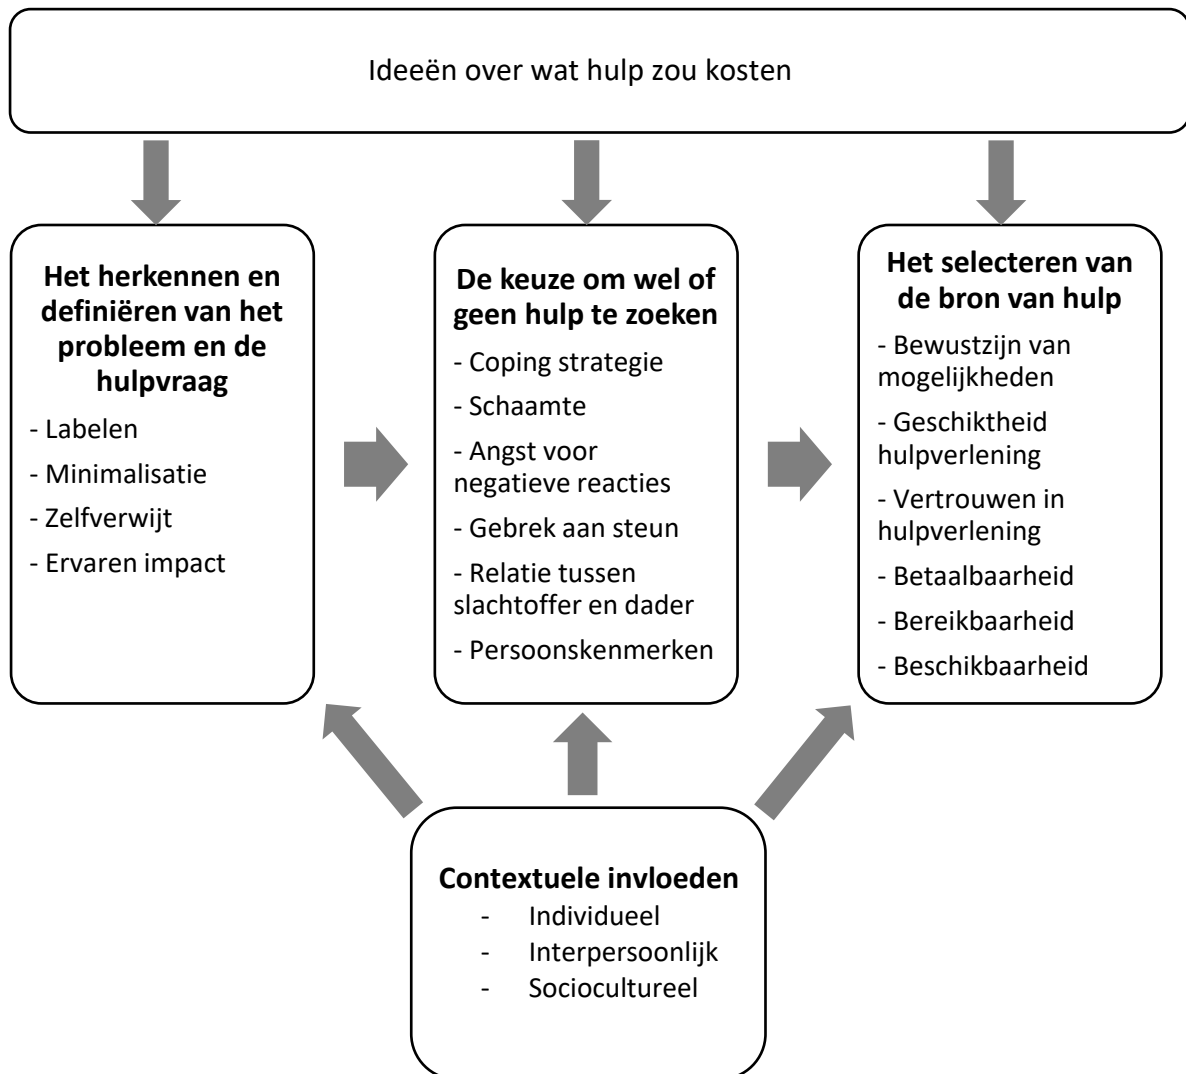 Ideeën over wat hulp zou kosten
Het herkennen en
definiëren van het
probleem en de
hulpvraag
- Labelen
- Minimalisatie
- Zelfverwijt
- Ervaren impact
De keuze om wel of
geen hulp te zoeken
- Coping strategie
- Schaamte
- Angst voor
negatieve reacties
- Gebrek aan steun
- Relatie tussen
slachtoffer en dader
- Persoonskenmerken
Het selecteren van
de bron van hulp
- Bewustzijn van
mogelijkheden
- Geschiktheid
hulpverlening
- Vertrouwen in
hulpverlening
- Betaalbaarheid
- Bereikbaarheid
- Beschikbaarheid
Contextuele invloeden
- Individueel
- Interpersoonlijk
- Sociocultureel